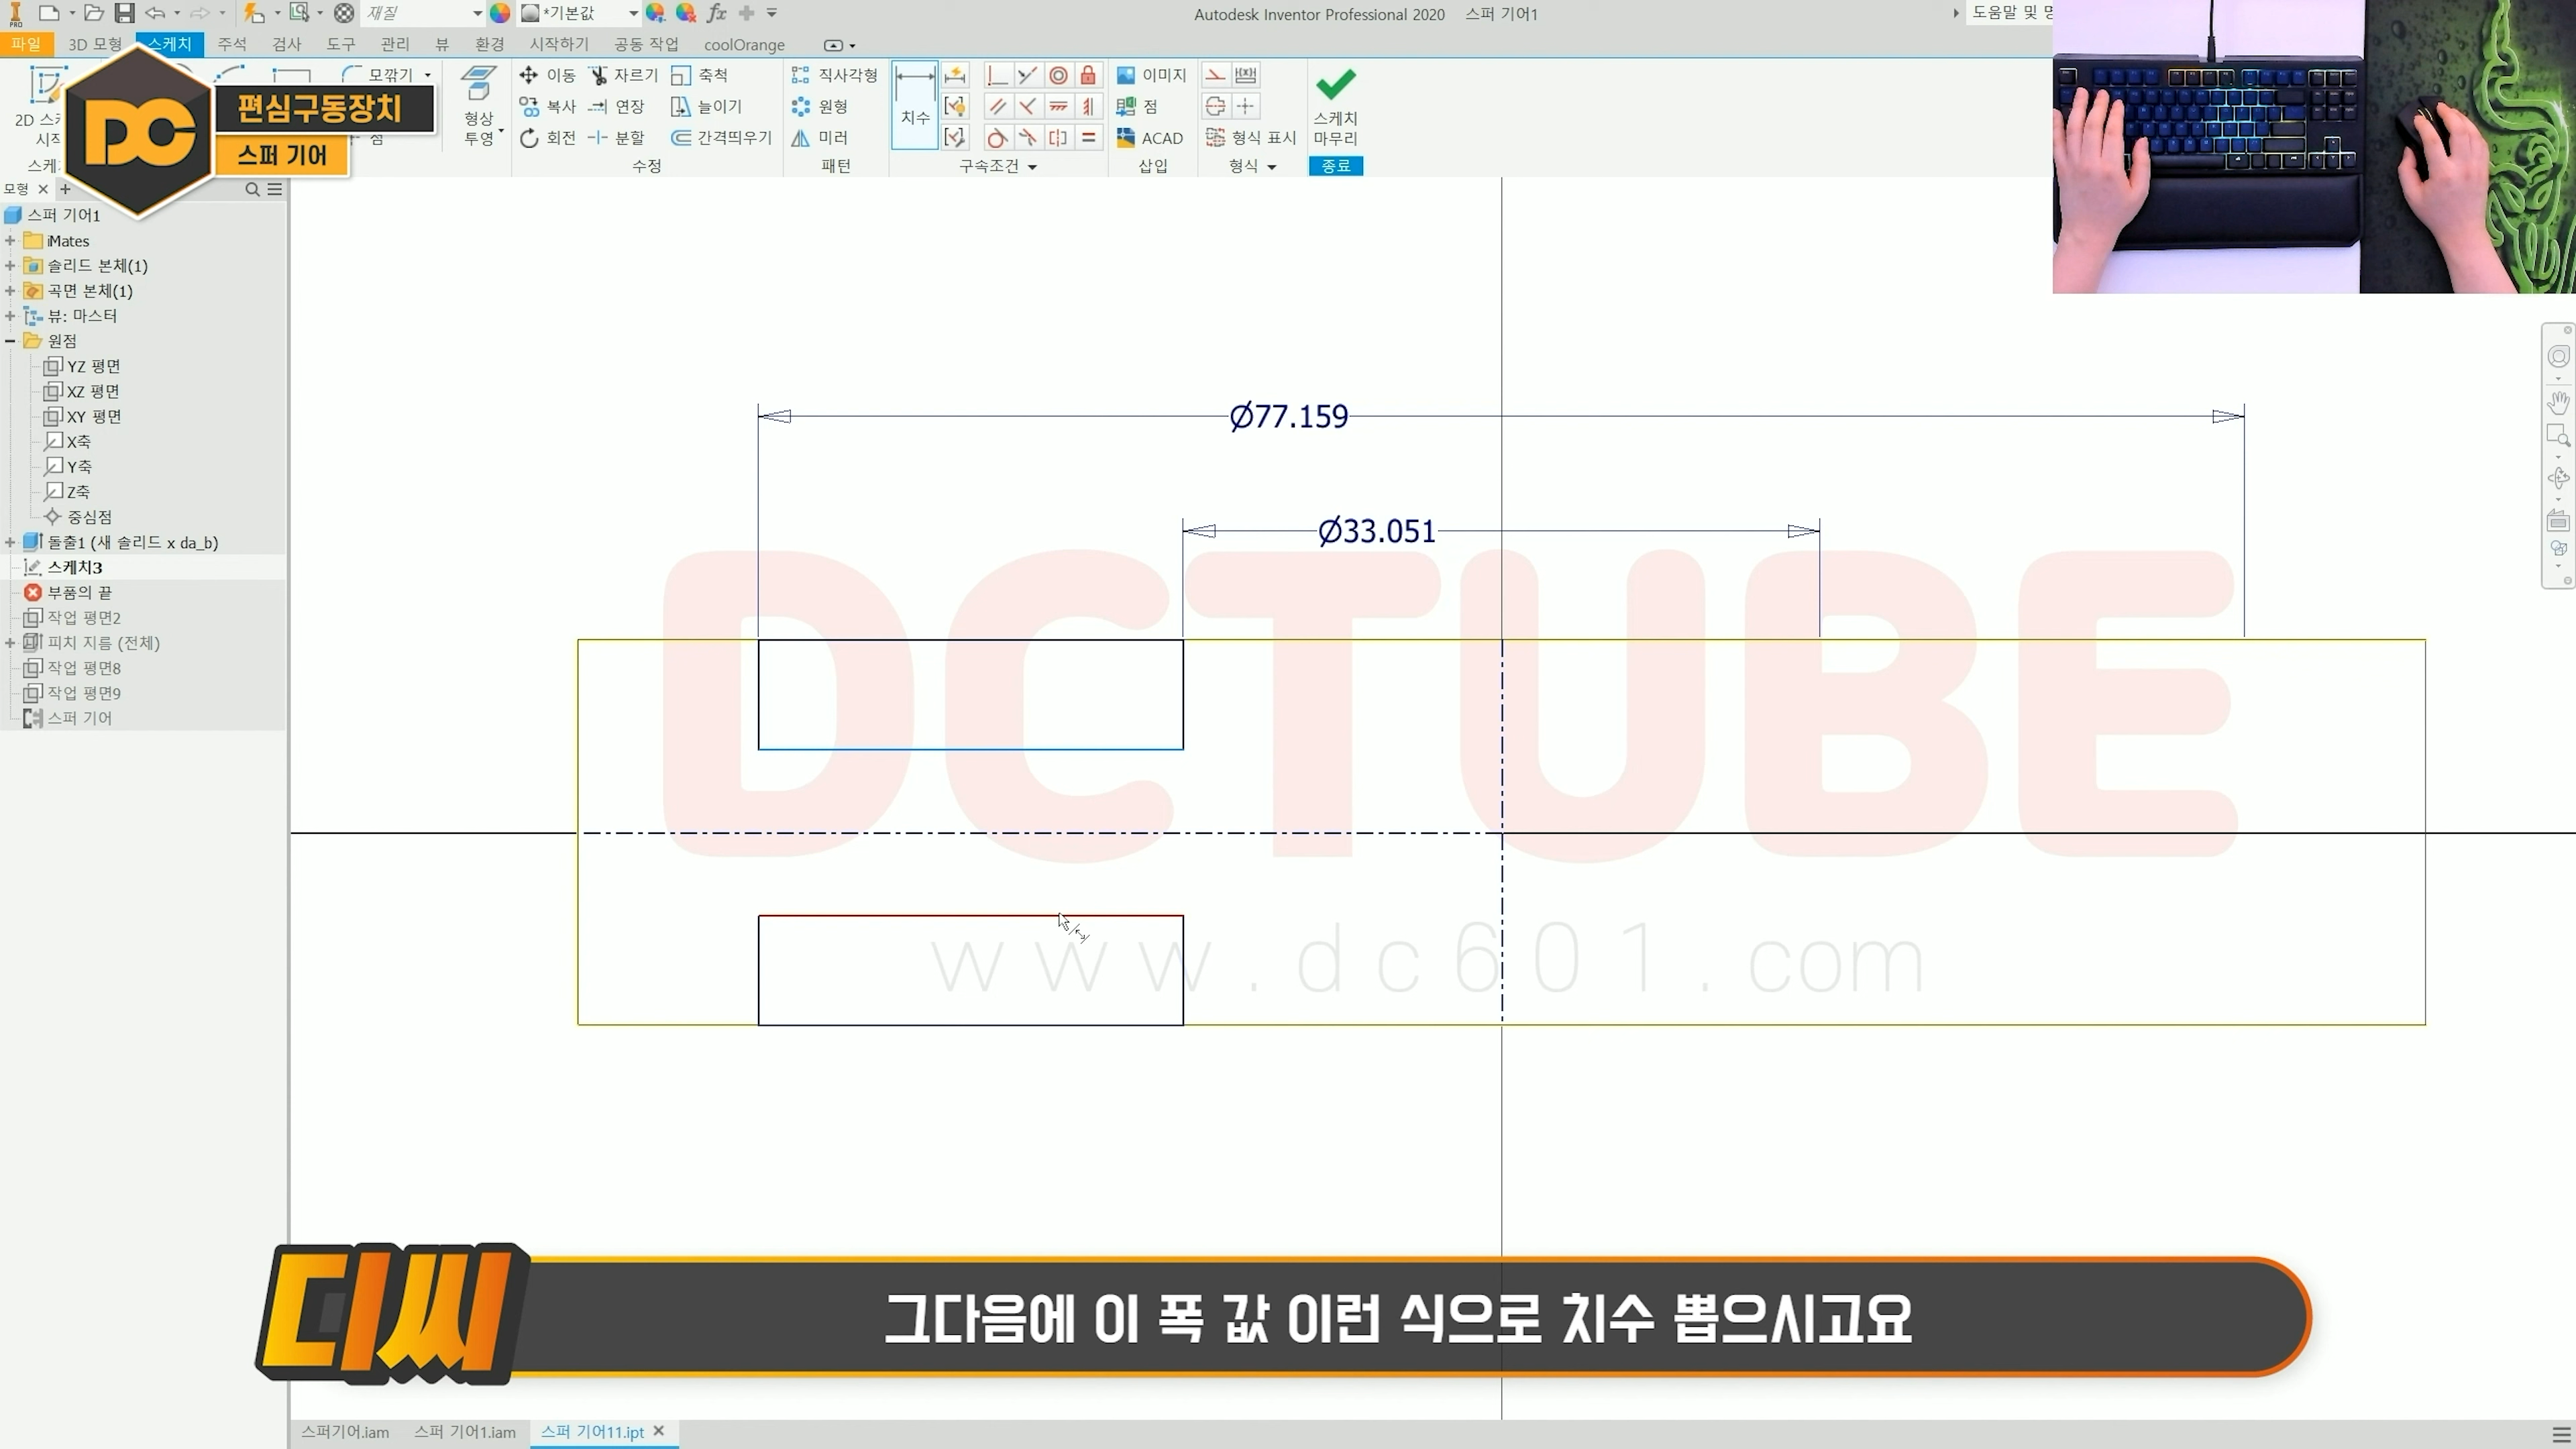 PRO
재질
*기본값
fx
Autodesk Inventor Professional 2020 스퍼 기어1
도움말 및 명
파일 3D 모형 스케치 주석 검사 도구 관리 뷰 환경 시작하기 공동 작업 coolOrange
모깎기
이동 자르기 축척
직사각형
이미지
2D 스케
시작
점
형상
투영
복사 연장 늘이기
원형
치수
점
스케치
마무리
회전 분할 간격띄우기
미러
ACAD
형식 표시
스케
수정
패턴
구속조건
삽입
형식
종료
DC
편심구동장치
스퍼 기어
모형
스퍼 기어1
iMates
솔리드 본체(1)
곡면 본체(1)
뷰: 마스터
원점
YZ 평면
XZ 평면
XY 평면
X축
Y축
Z축
중심점
돌출1 (새 솔리드 x da_b)
스케치3
부품의 끝
작업 평면2
피치 지름 (전체)
작업 평면8
작업 평면9
스퍼 기어
Ø77.159
Ø33.051
DCTUBE
www.dc601.com
디씨
그다음에 이 폭 값 이런 식으로 치수 뽑으시고요
스퍼기어.iam 스퍼 기어1.iam 스퍼 기어11.ipt